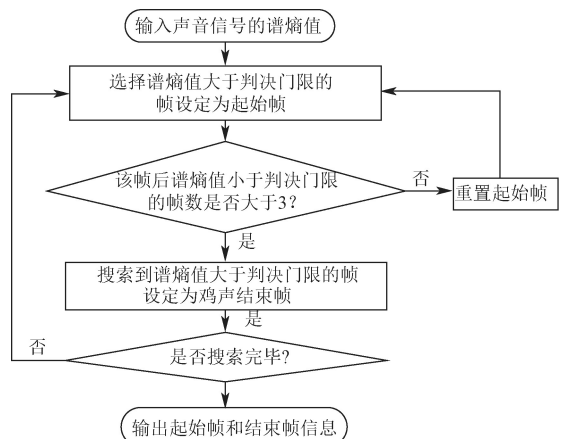 输入声音信号的谱熵值
选择谱熵值大于判决门限的
帧设定为起始帧
该帧后谱熵值小于判决门限
的帧数是否大于3?
否
重置起始帧
是
搜索到谱熵值大于判决门限的帧
设定为鸡声结束帧
是
否
是否搜索完毕?
输出起始帧和结束帧信息